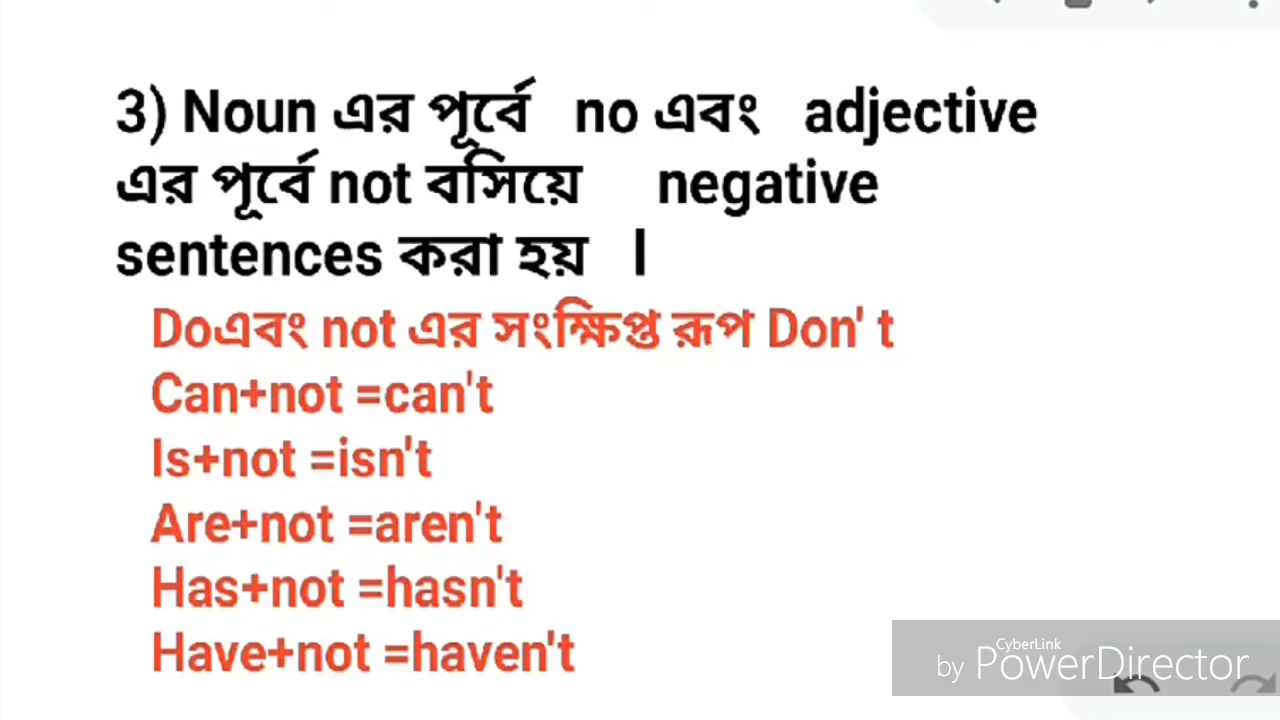 3) Noun এর পূর্বে no এবং adjective
এর পূর্বে not বসিয়ে negative
sentences করা হয় ।
Doএবং not এর সংক্ষিপ্ত রূপ Don' t
Can+not =can't
Is+not =isn't
Are+not =aren't
Has+not =hasn't
Have+not =haven't
CyberLink
by PowerDirector